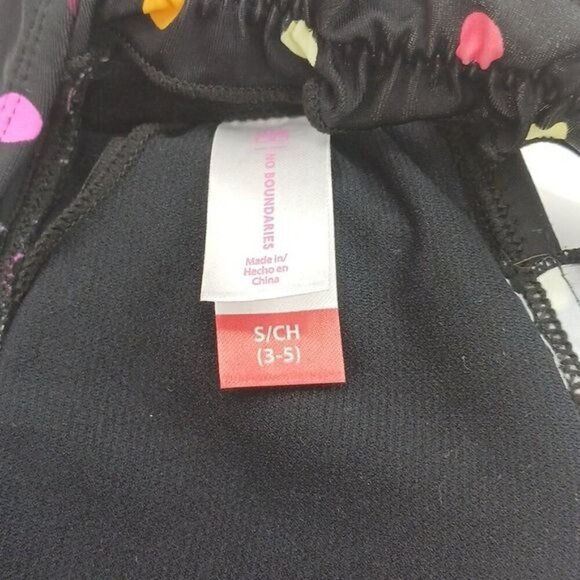 NO BOUNDARIES
Made in/
Hecho en
China
S/CH
(3-5)